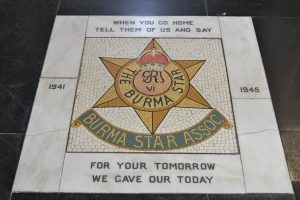 WHEN YOU GO HOME
TELL THEM OF US AND SAY
THE BURMA STAR
GRI
VI
1941
1945
BURMA STAR ASSOC
FOR YOUR TOMORROW
WE GAVE OUR TODAY